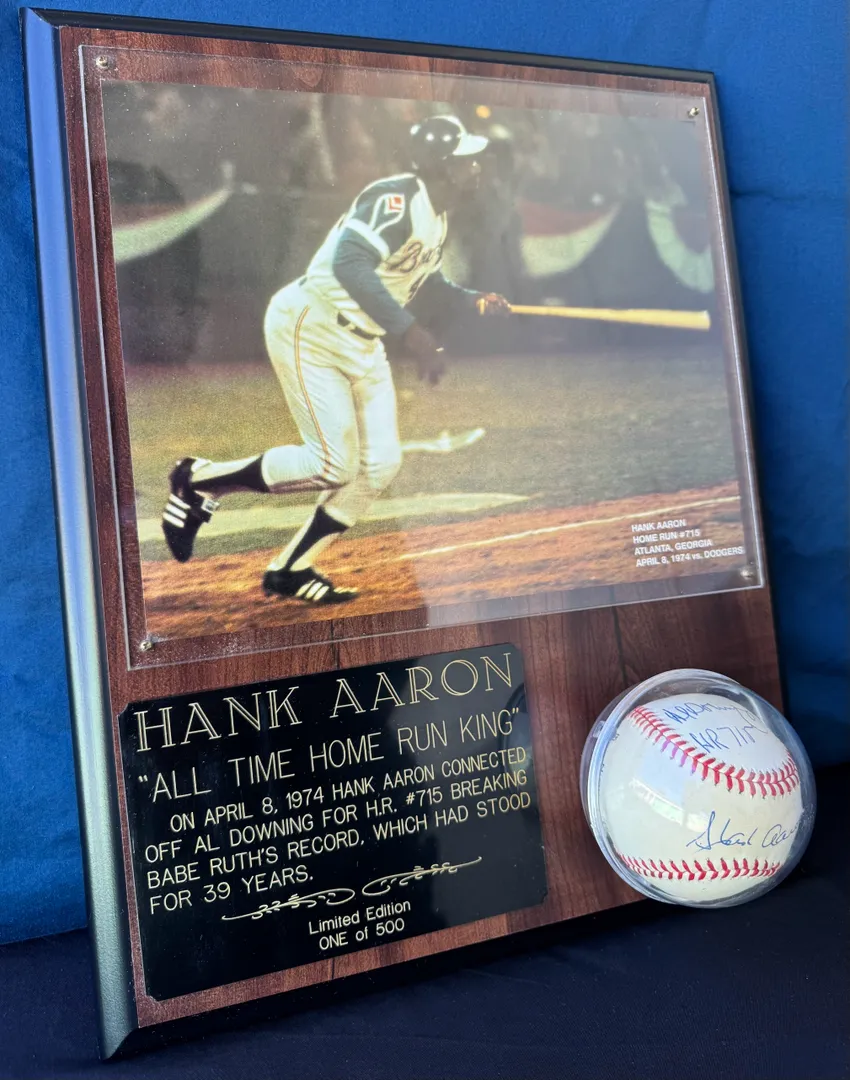 HANK AARON
HOME RUN #715
ATLANTA, GEORGIA
APRIL 8, 1974 vs. DODGERS
HANK AARON
"ALL TIME HOME RUN KING"
ON APRIL 8, 1974 HANK AARON CONNECTED
OFF AL DOWNING FOR H.R. #715 BREAKING
BABE RUTH'S RECORD, WHICH HAD STOOD
FOR 39 YEARS.
Limited Edition
ONE of 500
HR 715
Hank Aaron